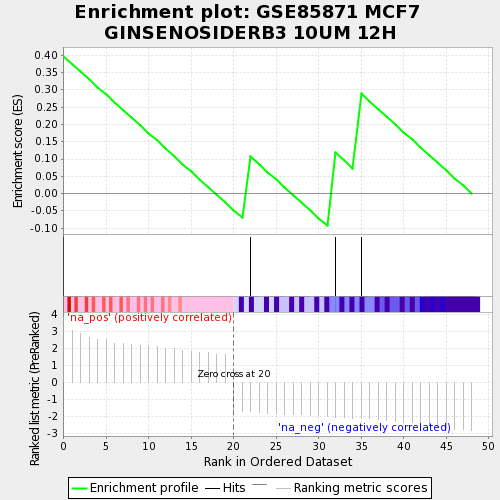 Enrichment plot: GSE85871 MCF7
GINSENOSIDERB3 10UM 12H
Enrichment score (ES)
0.40
0.35
0.30
0.25
0.20
0.15
0.10
0.05
0.00
-0.05
-0.10
'na_pos' (positively correlated)
Ranked list metric (PreRanked)
4
3
2
1
0
-1
-2
-3
Zero cross at 20
'na_neg' (negatively correlated)
0 5 10 15 20 25 30 35 40 45 50
Rank in Ordered Dataset
Enrichment profile Hits Ranking metric scores